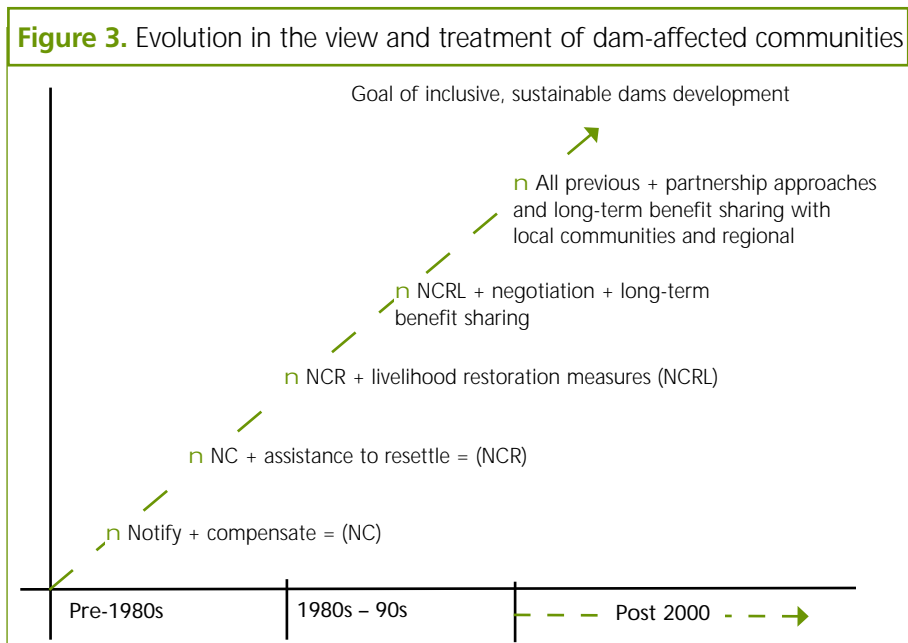 Figure 3. Evolution in the view and treatment of dam-affected communities
Goal of inclusive, sustainable dams development
n All previous + partnership approaches
and long-term benefit sharing with
local communities and regional
n NCRL + negotiation + long-term
benefit sharing
n NCR + livelihood restoration measures (NCRL)
n NC + assistance to resettle = (NCR)
n Notify + compensate = (NC)
Pre-1980s
1980s – 90s
Post 2000